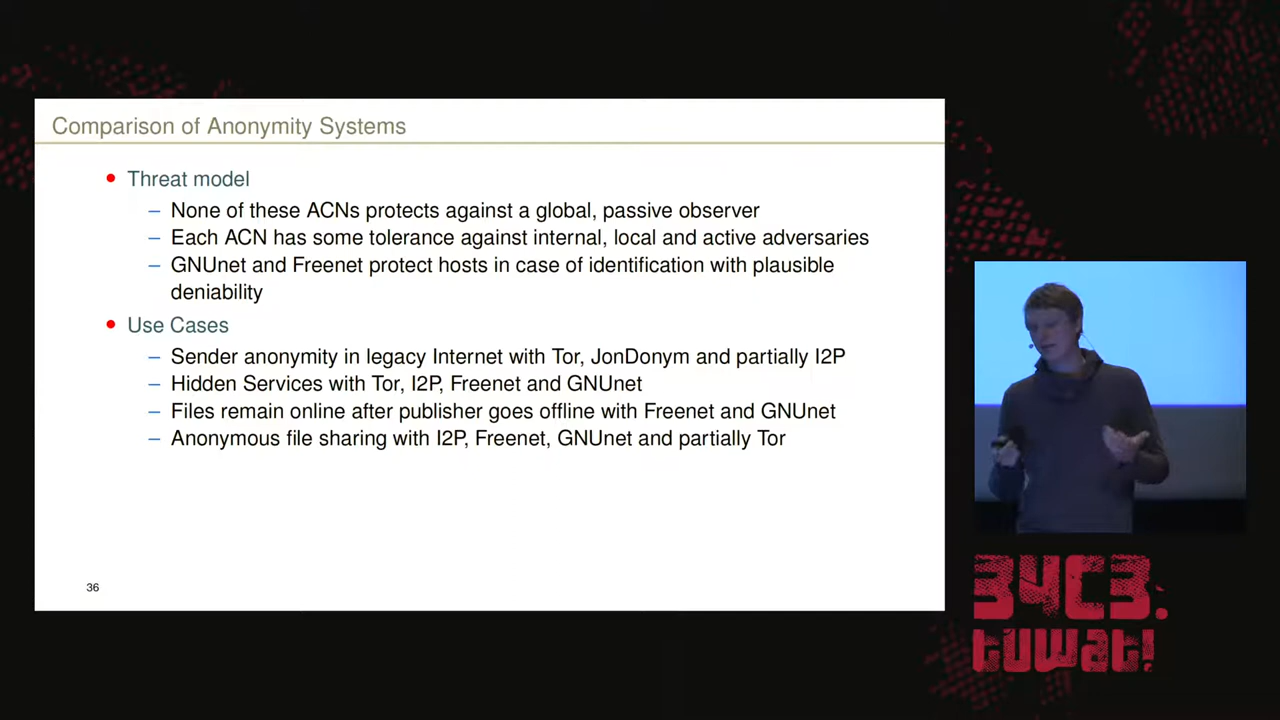 Comparison of Anonymity Systems
Threat model
– None of these ACNs protects against a global, passive observer
– Each ACN has some tolerance against internal, local and active adversaries
– GNUnet and Freenet protect hosts in case of identification with plausible
deniability
Use Cases
– Sender anonymity in legacy Internet with Tor, JonDonym and partially I2P
– Hidden Services with Tor, I2P, Freenet and GNUnet
– Files remain online after publisher goes offline with Freenet and GNUnet
– Anonymous file sharing with I2P, Freenet, GNUnet and partially Tor
36
34C3.
tuwat!